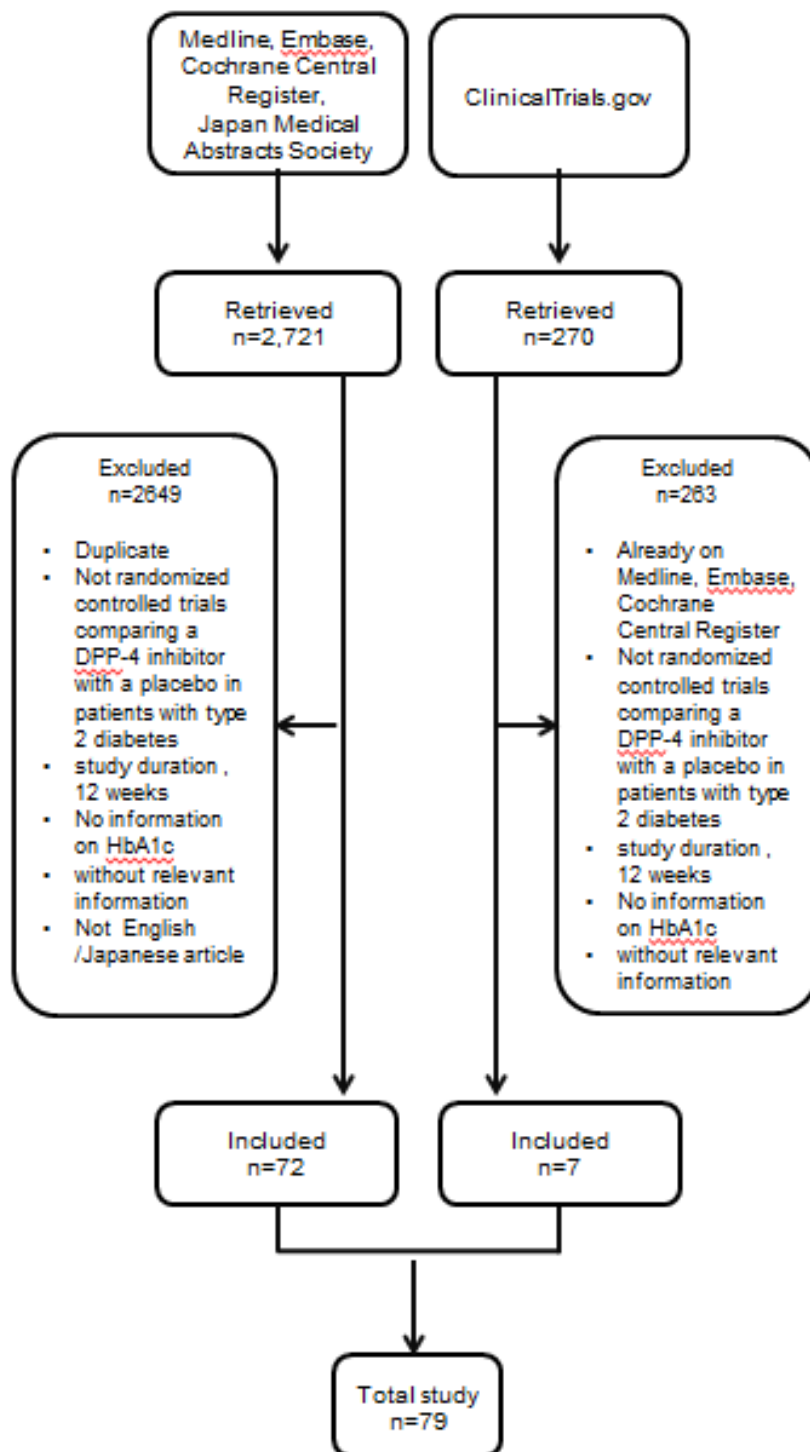 Medline, Embase,
Cochrane Central
Register,
Japan Medical
Abstracts Society
ClinicalTrials.gov
Retrieved
n=2,721
Retrieved
n=270
Excluded
n=2649
• Duplicate
• Not randomized
controlled trials
comparing a
DPP-4 inhibitor
with a placebo in
patients with type
2 diabetes
• study duration ,
12 weeks
• No information
on HbA1c
• without relevant
information
• Not English
/Japanese article
Excluded
n=263
• Already on
Medline, Embase,
Cochrane
Central Register
• Not randomized
controlled trials
comparing a
DPP-4 inhibitor
with a placebo in
patients with type
2 diabetes
• study duration ,
12 weeks
• No information
on HbA1c
• without relevant
information
Included
n=72
Included
n=7
Total study
n=79